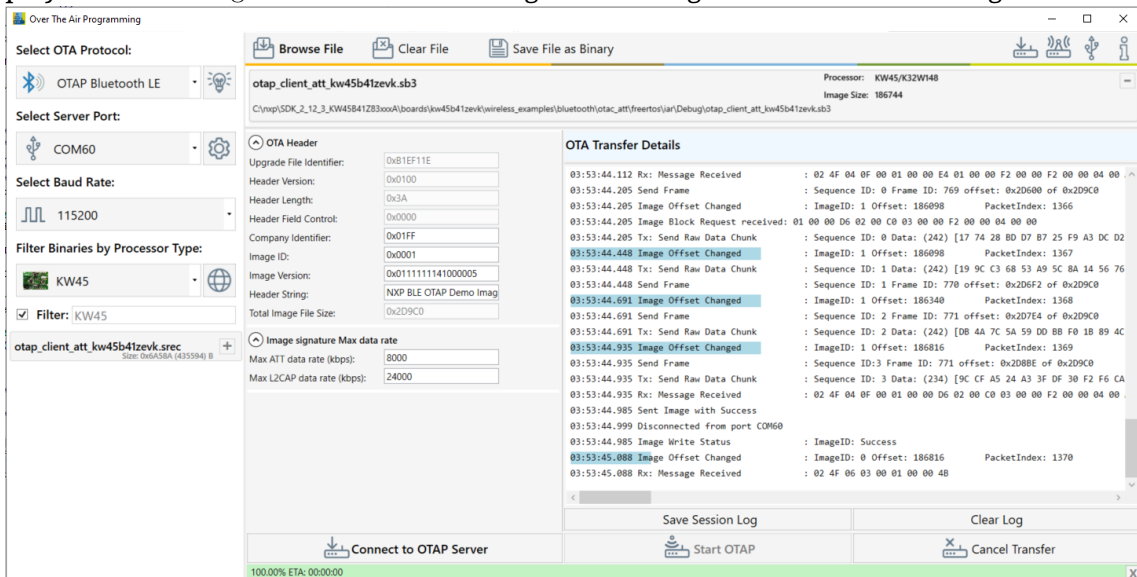 Over The Air Programming
Select OTA Protocol:
OTAP Bluetooth LE
Select Server Port:
COM60
Select Baud Rate:
115200
Filter Binaries by Processor Type:
KW45
Filter: KW45
otap_client_att_kw45b41zevk.srec
Size: 0x6A58A (435594) B
Browse File
Clear File
Save File as Binary
otap_client_att_kw45b41zevk.sb3
Processor: KW45/K32W148
Image Size: 186744
C:\nxp\SDK_2_12_3_KW45B41Z83xxxA\boards\kw45b41zevk\wireless_examples\bluetooth\otac_att\freertos\iar\Debug\otap_client_att_kw45b41zevk.sb3
OTA Header
Upgrade File Identifier: 0xB1EF11E
Header Version: 0x0100
Header Length: 0x3A
Header Field Control: 0x0000
Company Identifier: 0x01FF
Image ID: 0x0001
Image Version: 0x0111111141000005
Header String: NXP BLE OTAP Demo Imag
Total Image File Size: 0x2D9C0
Image signature Max data rate
Max ATT data rate (kbps): 8000
Max L2CAP data rate (kbps): 24000
OTA Transfer Details
03:53:44.112 Rx: Message Received : 02 4F 04 0F 00 01 00 00 E4 01 00 00 F2 00 00 F2 00 00 04 00
03:53:44.205 Send Frame : Sequence ID: 0 Frame ID: 769 offset: 0x2D600 of 0x2D9C0
03:53:44.205 Image Offset Changed : ImageID: 1 Offset: 186098 PacketIndex: 1366
03:53:44.205 Image Block Request received: 01 00 00 D6 02 00 C0 03 00 00 F2 00 00 04 00 00
03:53:44.205 Tx: Send Raw Data Chunk : Sequence ID: 0 Data: (242) [17 74 28 BD D7 B7 25 F9 A3 DC D2
03:53:44.448 Image Offset Changed : ImageID: 1 Offset: 186098 PacketIndex: 1367
03:53:44.448 Tx: Send Raw Data Chunk : Sequence ID: 1 Data: (242) [19 9C C3 68 53 A9 5C 8A 14 56 76
03:53:44.448 Send Frame : Sequence ID: 1 Frame ID: 770 offset: 0x2D6F2 of 0x2D9C0
03:53:44.691 Image Offset Changed : ImageID: 1 Offset: 186340 PacketIndex: 1368
03:53:44.691 Send Frame : Sequence ID: 2 Frame ID: 771 offset: 0x2D7E4 of 0x2D9C0
03:53:44.691 Tx: Send Raw Data Chunk : Sequence ID: 2 Data: (242) [DB 4A 7C 5A 59 DD BB F0 1B 89 4C
03:53:44.935 Image Offset Changed : ImageID: 1 Offset: 186816 PacketIndex: 1369
03:53:44.935 Send Frame : Sequence ID:3 Frame ID: 771 offset: 0x2D8BE of 0x2D9C0
03:53:44.935 Tx: Send Raw Data Chunk : Sequence ID: 3 Data: (234) [9C CF A5 24 A3 3F DF 30 F2 F6 CA
03:53:44.935 Rx: Message Received : 02 4F 04 0F 00 01 00 00 D6 02 00 C0 03 00 00 F2 00 00 04 00
03:53:44.985 Sent Image with Success
03:53:44.999 Disconnected from port COM60
03:53:44.985 Image Write Status : ImageID: Success
03:53:45.088 Image Offset Changed : ImageID: 0 Offset: 186816 PacketIndex: 1370
03:53:45.088 Rx: Message Received : 02 4F 06 03 00 01 00 00 4B
Save Session Log
Clear Log
Connect to OTAP Server
Start OTAP
Cancel Transfer
100.00% ETA: 00:00:00